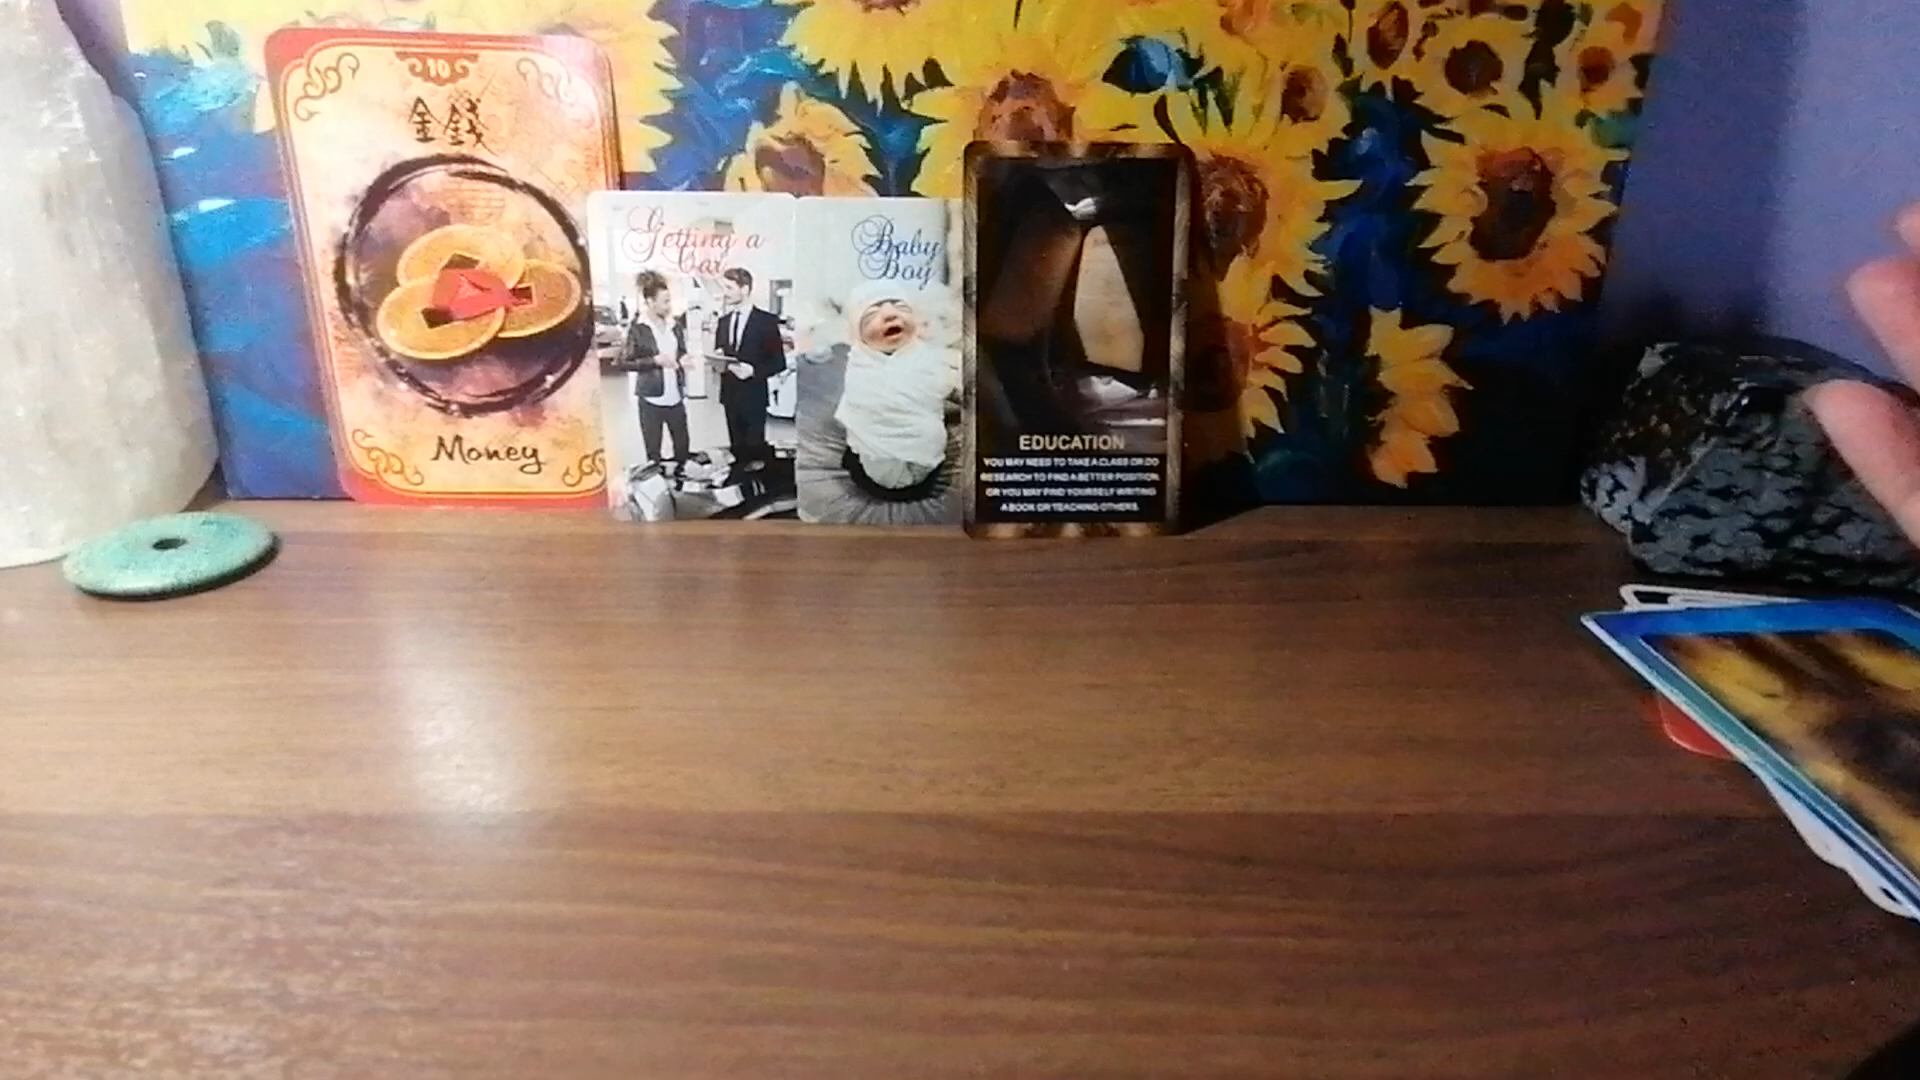 10
金錢
Money
Getting a
Car
Baby
Boy
EDUCATION
YOU MAY NEED TO TAKE A CLASS OR DO
RESEARCH TO FIND A BETTER POSITION
OR YOU MAY FIND YOURSELF WRITING
A BOOK OR TEACHING OTHERS.